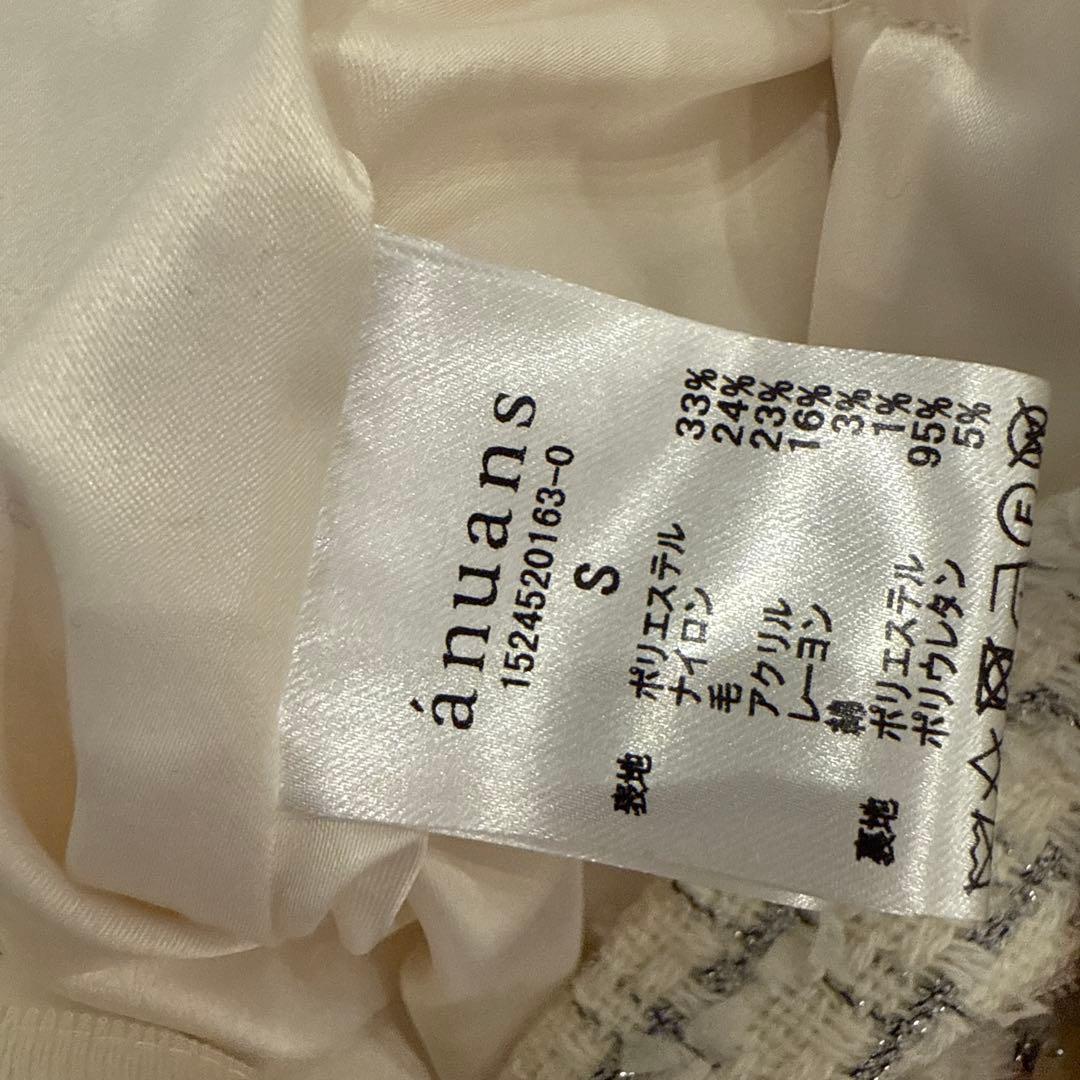 ánuans
1524520163-0
S
表地 ポリエステル 33%
ナイロン 24%
毛 23%
アクリル 16%
レーヨン 3%
綿 1%
裏地 ポリエステル 95%
ポリウレタン 5%